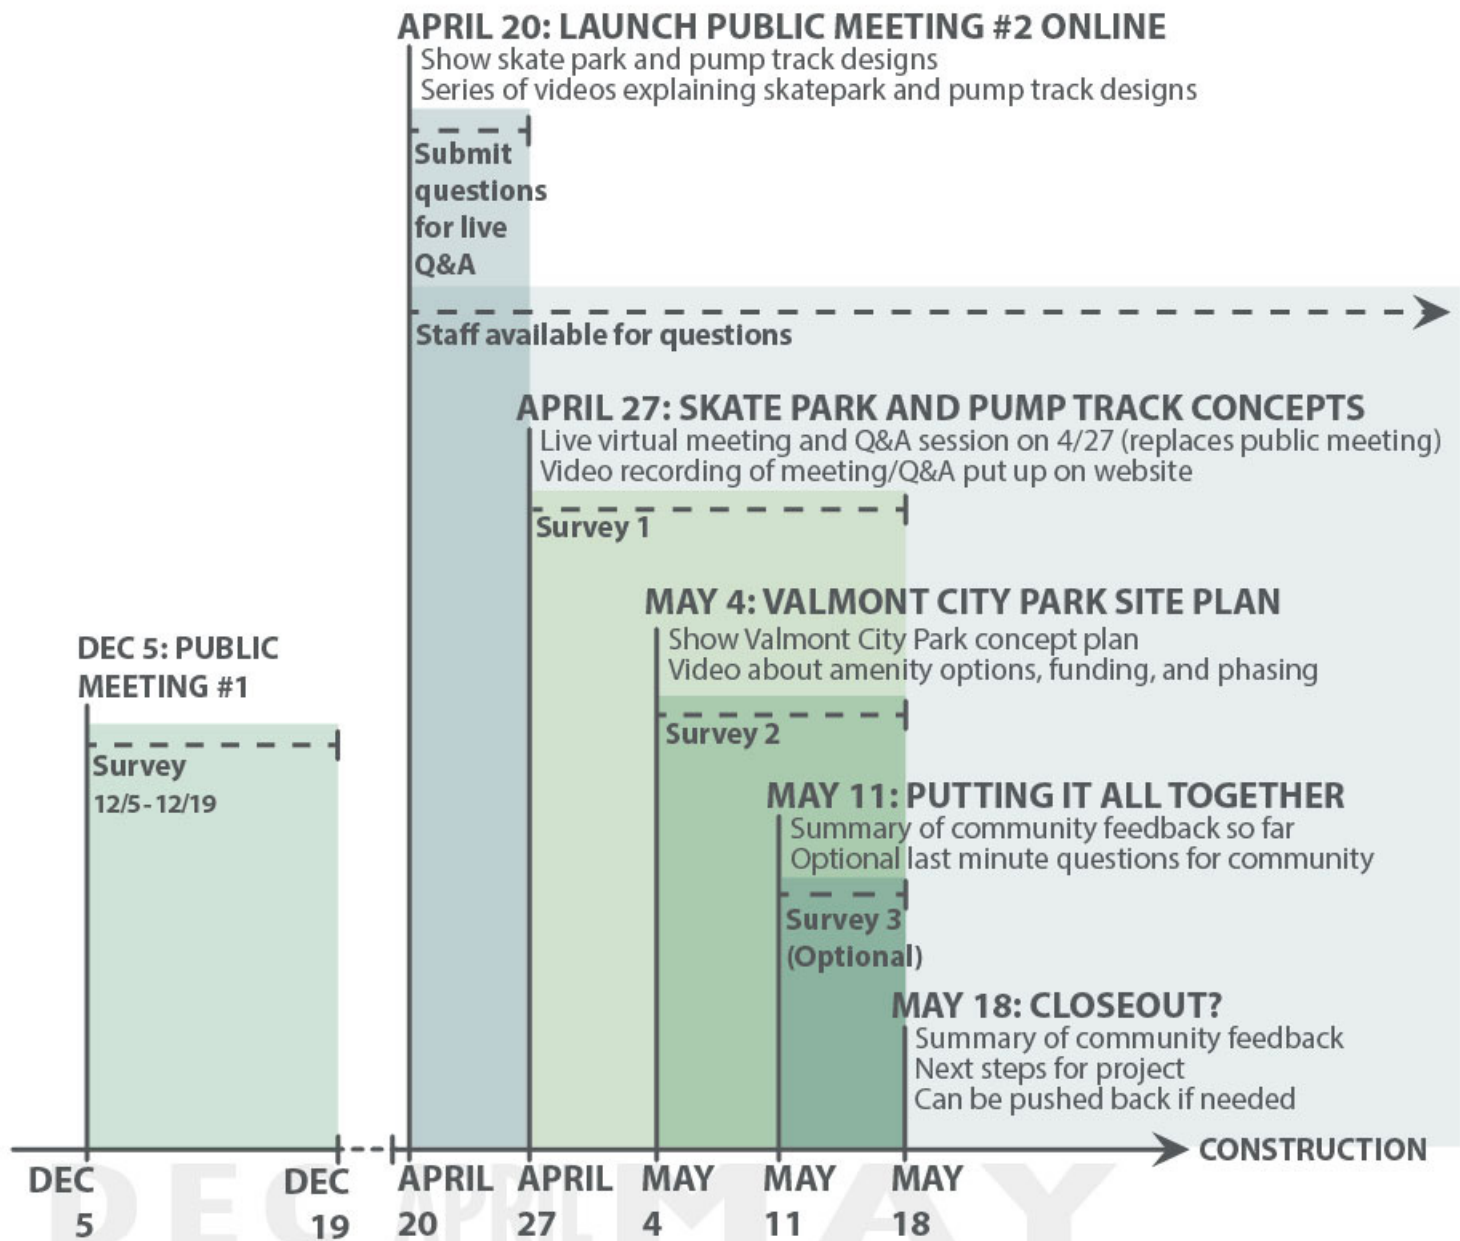 APRIL 20: LAUNCH PUBLIC MEETING #2 ONLINE
Show skate park and pump track designs
Series of videos explaining skatepark and pump track designs
Submit
questions
for live
Q&A
Staff available for questions
APRIL 27: SKATE PARK AND PUMP TRACK CONCEPTS
Live virtual meeting and Q&A session on 4/27 (replaces public meeting)
Video recording of meeting/Q&A put up on website
Survey 1
MAY 4: VALMONT CITY PARK SITE PLAN
Show Valmont City Park concept plan
Video about amenity options, funding, and phasing
Survey 2
DEC 5: PUBLIC
MEETING #1
Survey
12/5-12/19
MAY 11: PUTTING IT ALL TOGETHER
Summary of community feedback so far
Optional last minute questions for community
Survey 3
(Optional)
MAY 18: CLOSEOUT?
Summary of community feedback
Next steps for project
Can be pushed back if needed
CONSTRUCTION
DEC DEC APRIL APRIL MAY MAY MAY
5 19 20 27 4 11 18
DEC APRIL MAY